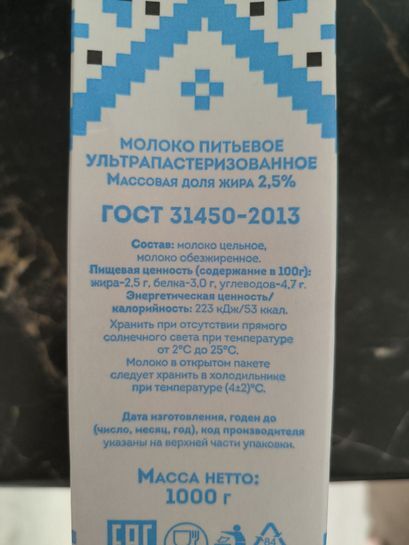 МОЛОКО ПИТЬЕВОЕ
УЛЬТРАПАСТЕРИЗОВАННОЕ
МАССОВАЯ ДОЛЯ ЖИРА 2,5%
ГОСТ 31450-2013
Состав: молоко цельное,
молоко обезжиренное.
Пищевая ценность (содержание в 100г):
жира-2,5 г, белка-3,0 г, углеводов-4,7 г.
Энергетическая ценность/
калорийность: 223 кДж/53 ккал.
Хранить при отсутствии прямого
солнечного света при температуре
от 2°С до 25°С.
Молоко в открытом пакете
следует хранить в холодильнике
при температуре (4±2)°С.
Дата изготовления, годен до
(число, месяц, год), код производителя
указаны на верхней части упаковки.
МАССА НЕТТО:
1000 г
EAC
84